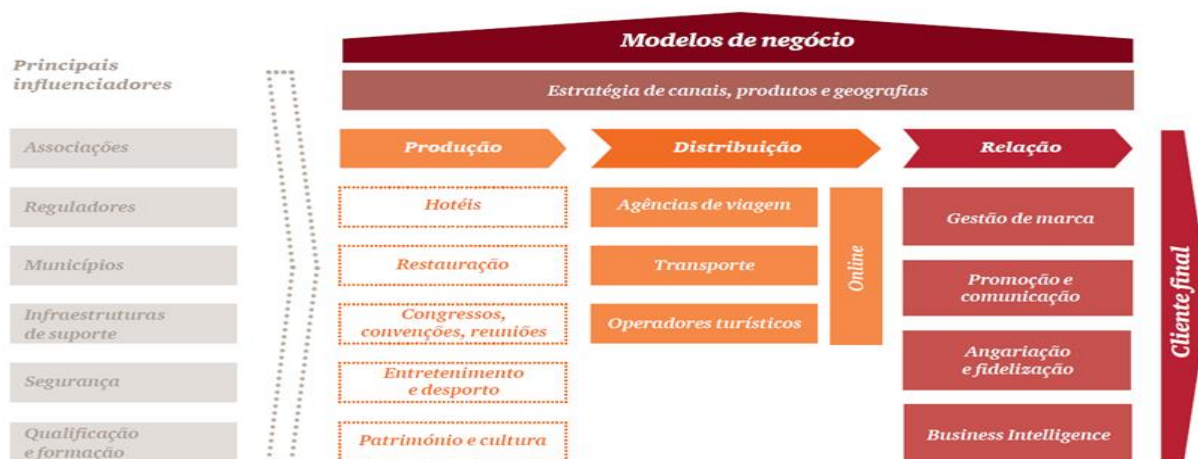 Modelos de negócio
Principais
influenciadores
Estratégia de canais, produtos e geografias
Associações
Produção
Distribuição
Relação
Reguladores
Hotéis
Agências de viagem
Gestão de marca
Municípios
Restauração
Transporte
Online
Promoção e
comunicação
Infraestruturas
de suporte
Congressos,
convenções, reuniões
Operadores turísticos
Angariação
e fidelização
Segurança
Entretenimento
e desporto
Qualificação
e formação
Património e cultura
Business Intelligence
Cliente final